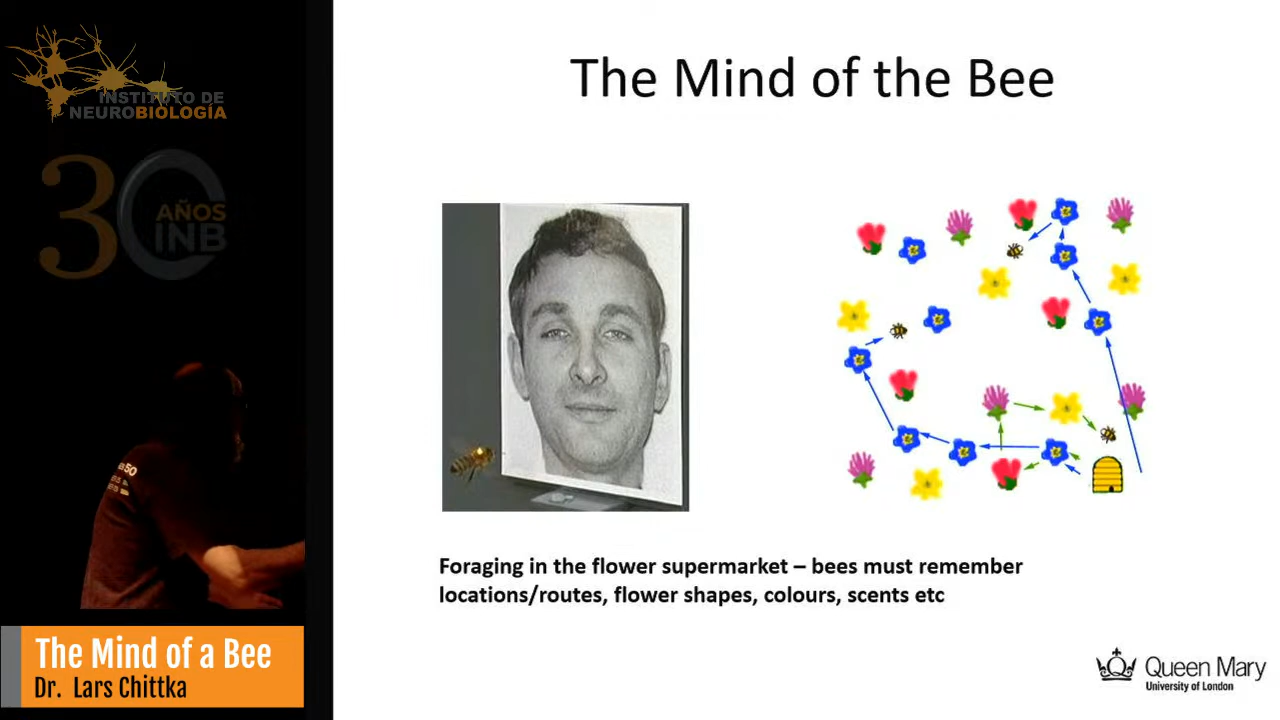 INSTITUTO DE
NEUROBIOLOGÍA
30
AÑOS
INB
The Mind of the Bee
Foraging in the flower supermarket – bees must remember
locations/routes, flower shapes, colours, scents etc
50
The Mind of a Bee
Dr. Lars Chittka
Queen Mary
University of London